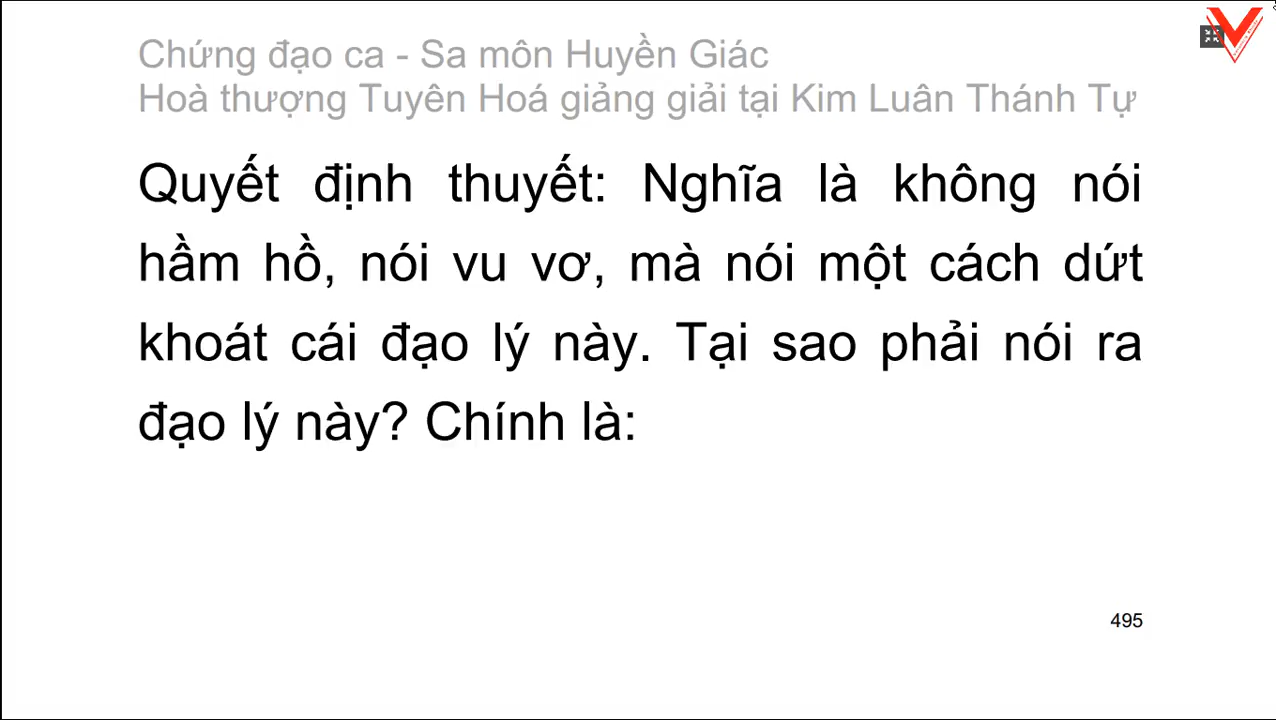 Chứng đạo ca - Sa môn Huyền Giác
Hoà thượng Tuyên Hoá giảng giải tại Kim Luân Thánh Tự
Quyết định thuyết: Nghĩa là không nói
hầm hồ, nói vu vơ, mà nói một cách dứt
khoát cái đạo lý này. Tại sao phải nói ra
đạo lý này? Chính là:
495